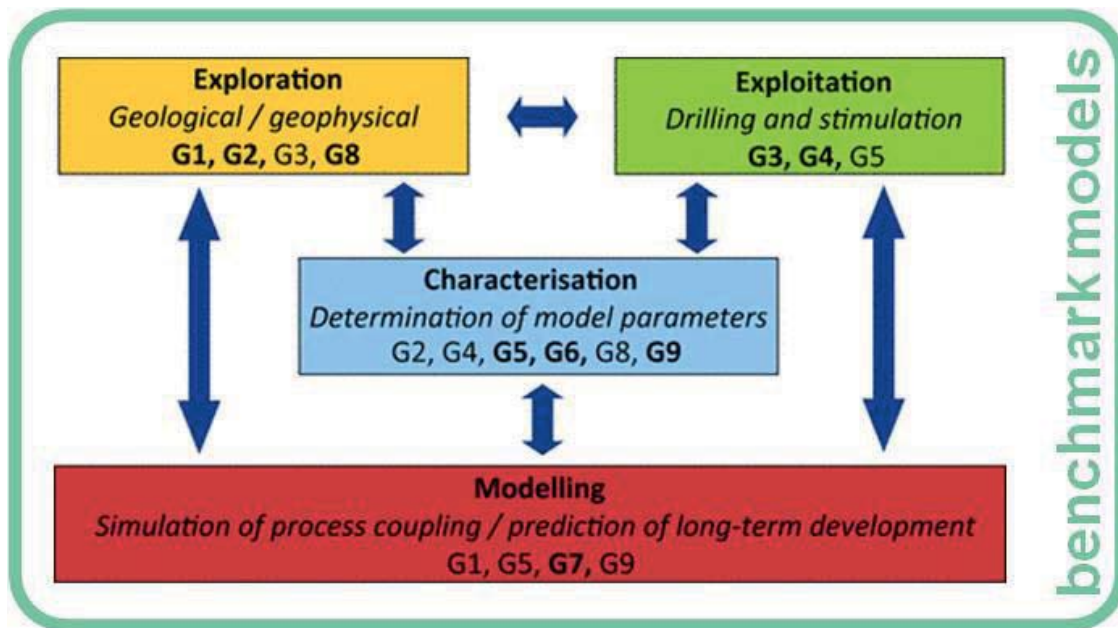 Exploration
Geological / geophysical
G1, G2, G3, G8
Exploitation
Drilling and stimulation
G3, G4, G5
Characterisation
Determination of model parameters
G2, G4, G5, G6, G8, G9
Modelling
Simulation of process coupling / prediction of long-term development
G1, G5, G7, G9
benchmark models